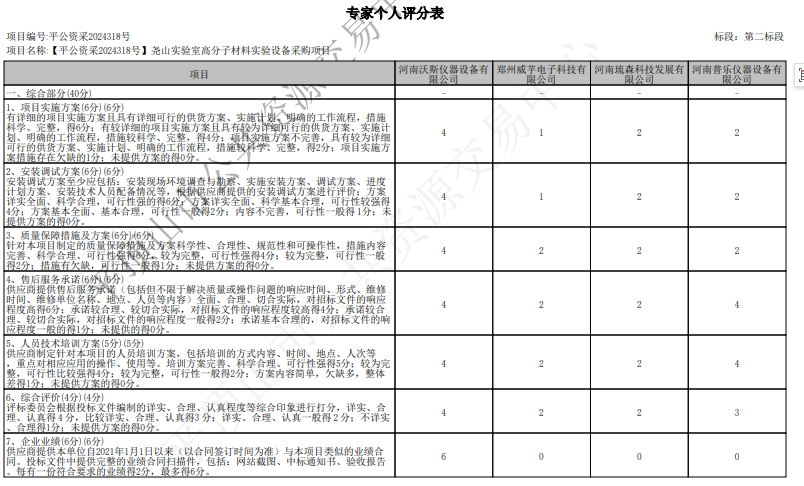 专家个人评分表
项目编号:平公资采2024318号 标段: 第二标段
项目名称:【平公资采2024318号】尧山实验室高分子材料实验设备采购项目
项目 河南沃斯仪器设备有限公司 郑州威芋电子科技有限公司 河南琉森科技发展有限公司 河南普乐仪器设备有限公司
一、综合部分(40分) - - - -
1、项目实施方案(6分)(6分)
有详细的项目实施方案且具有详细可行的供货方案、实施计划、明确的工作流程，措施
科学、完整，得6分；有较详细的项目实施方案且具有较为详细可行的供货方案、实施计
划、明确的工作流程，措施较科学、完整，得4分；项目实施方案不完善，具有较为详细
可行的供货方案、实施计划、明确的工作流程，措施较科学、完整，得2分；项目实施方
案措施存在欠缺的1分；未提供方案的得0分。
4 1 2 2
2、安装调试方案(6分)(6分)
安装调试方案至少应包括：安装现场环境调查与勘察、实施安装方案、调试方案、进度
计划方案、安装技术人员配备情况等，根据供应商提供的安装调试方案进行评价：方案
详实全面、科学合理，可行性强的得6分；方案详实全面、科学基本合理，可行性较强得
4分；方案基本全面、基本合理，可行性一般得2分；内容不完善，可行性一般得1分；未
提供方案的得0分。
4 1 2 2
3、质量保障措施及方案(6分)(6分)
针对本项目制定的质量保障措施及方案科学性、合理性、规范性和可操作性，措施内容
完善、科学合理、可行性强得6分，较为完整，可行性强得4分；较为完整，可行性一般
得2分；措施有欠缺，可行性一般得1分；未提供方案的得0分。
4 2 2 2
4、售后服务承诺(6分)(6分)
供应商提供售后服务承诺（包括但不限于解决质量或操作问题的响应时间、形式、维修
时间、维修单位名称、地点、人员等内容）全面、合理、切合实际，对招标文件的响应
程度高得6分；承诺较合理、较切合实际，对招标文件的响应程度较高得4分；承诺较合
理、较切合实际，对招标文件的响应程度一般得2分；承诺基本合理的，对招标文件的响
应程度一般的得1分；未提供的得0分。
4 2 2 4
5、人员技术培训方案(5分)(5分)
供应商制定针对本项目的人员培训方案，包括培训的方式内容、时间、地点、人次等
，重点对相应应用的操作、使用等。培训方案完善、科学合理、可行性强得5分；较为完
整，可行性比较强得4分；较为完整，可行性一般得2分；方案内容简单，欠缺多，整体
差得1分；未提供方案的得0分。
4 2 2 4
6、综合评价(4分)(4分)
评标委员会根据投标文件编制的详实、合理、认真程度等综合印象进行打分，详实、合
理、认真得４分，比较详实、合理、认真得3分；详实、合理、认真一般得２分；不详实
、合理得1分；未提供方案的得0分。
4 2 2 3
7、企业业绩(6分)(6分)
供应商提供本单位自2021年1月1日以来（以合同签订时间为准）与本项目类似的业绩合
同。投标文件中提供完整的业绩合同扫描件，包括：网站截图、中标通知书、验收报告
。每有一份符合要求的业绩得2分，最多得6分。
6 0 0 0